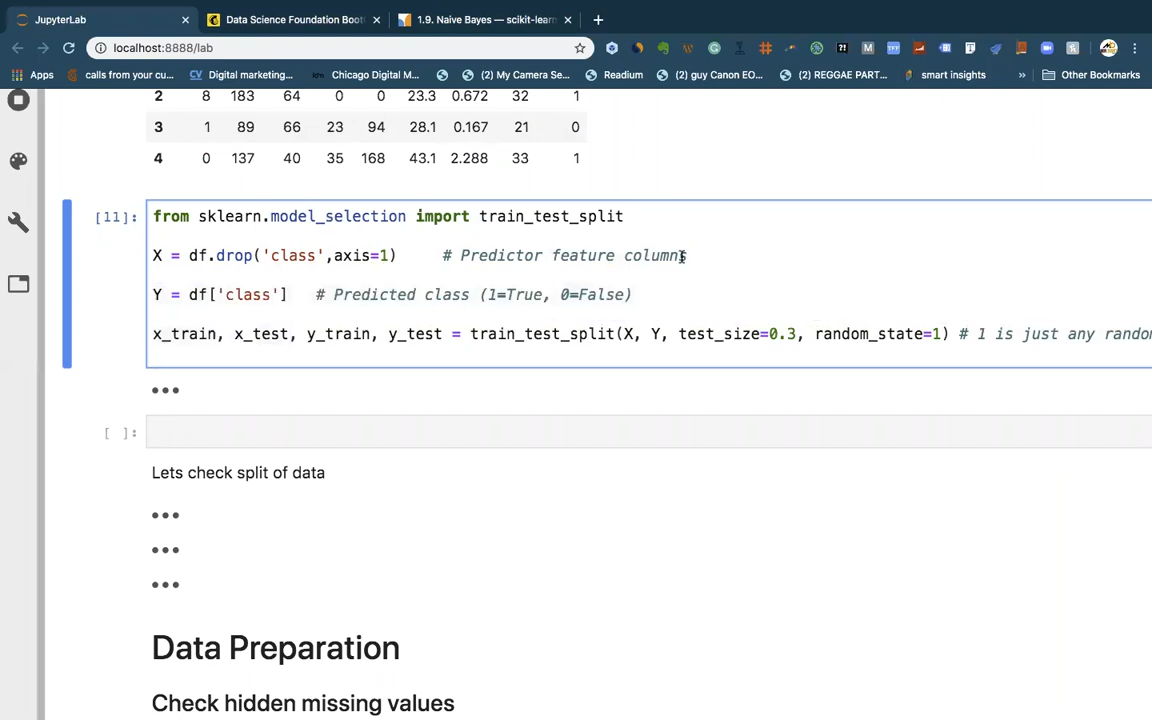 JupyterLab
Data Science Foundation Boot
1.9. Naive Bayes — scikit-learn
localhost:8888/lab
Apps
calls from your cu...
CV Digital marketing...
Chicago Digital M...
(2) My Camera Se...
Readium
(2) guy Canon EO...
(2) REGGAE PART...
smart insights
»
Other Bookmarks
2 8 183 64 0 0 23.3 0.672 32 1
3 1 89 66 23 94 28.1 0.167 21 0
4 0 137 40 35 168 43.1 2.288 33 1
[11]: from sklearn.model_selection import train_test_split
X = df.drop('class',axis=1) # Predictor feature columns
Y = df['class'] # Predicted class (1=True, 0=False)
x_train, x_test, y_train, y_test = train_test_split(X, Y, test_size=0.3, random_state=1) # 1 is just any random
[ ]:
Lets check split of data
Data Preparation
Check hidden missing values